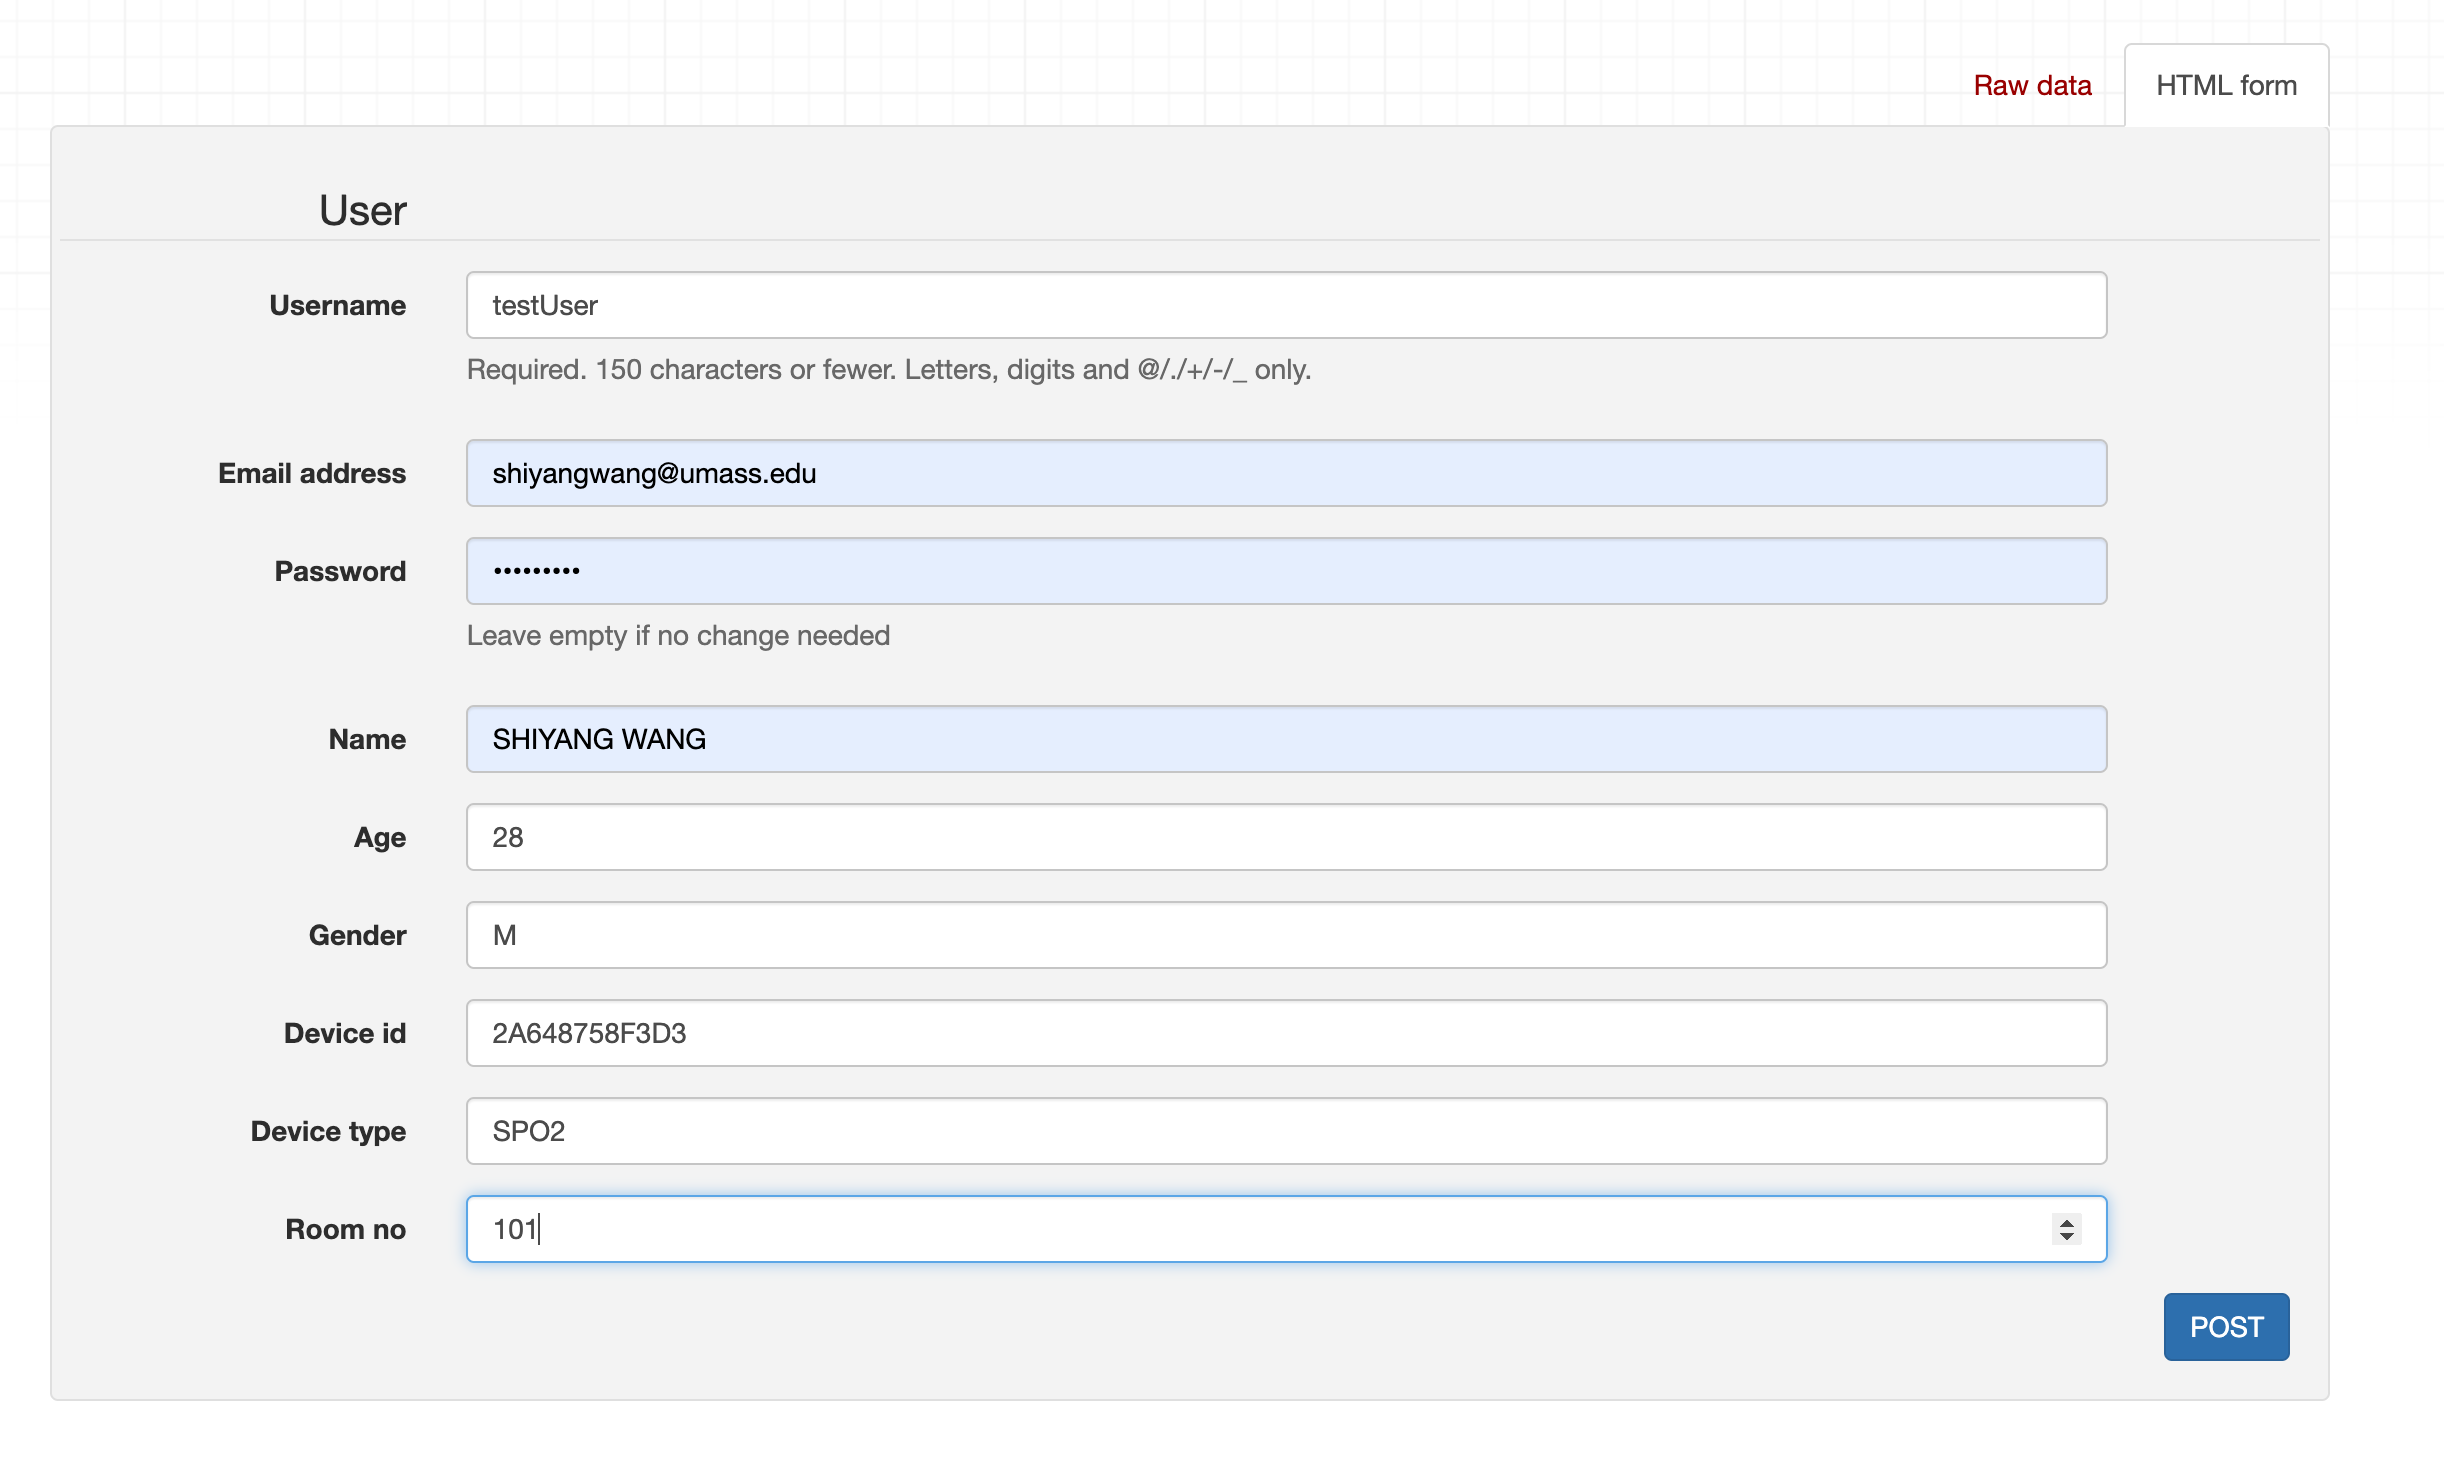 Raw data
HTML form
User
Username
testUser
Required. 150 characters or fewer. Letters, digits and @/./+/-/_ only.
Email address
shiyangwang@umass.edu
Password
•••••••••
Leave empty if no change needed
Name
SHIYANG WANG
Age
28
Gender
M
Device id
2A648758F3D3
Device type
SPO2
Room no
101
POST